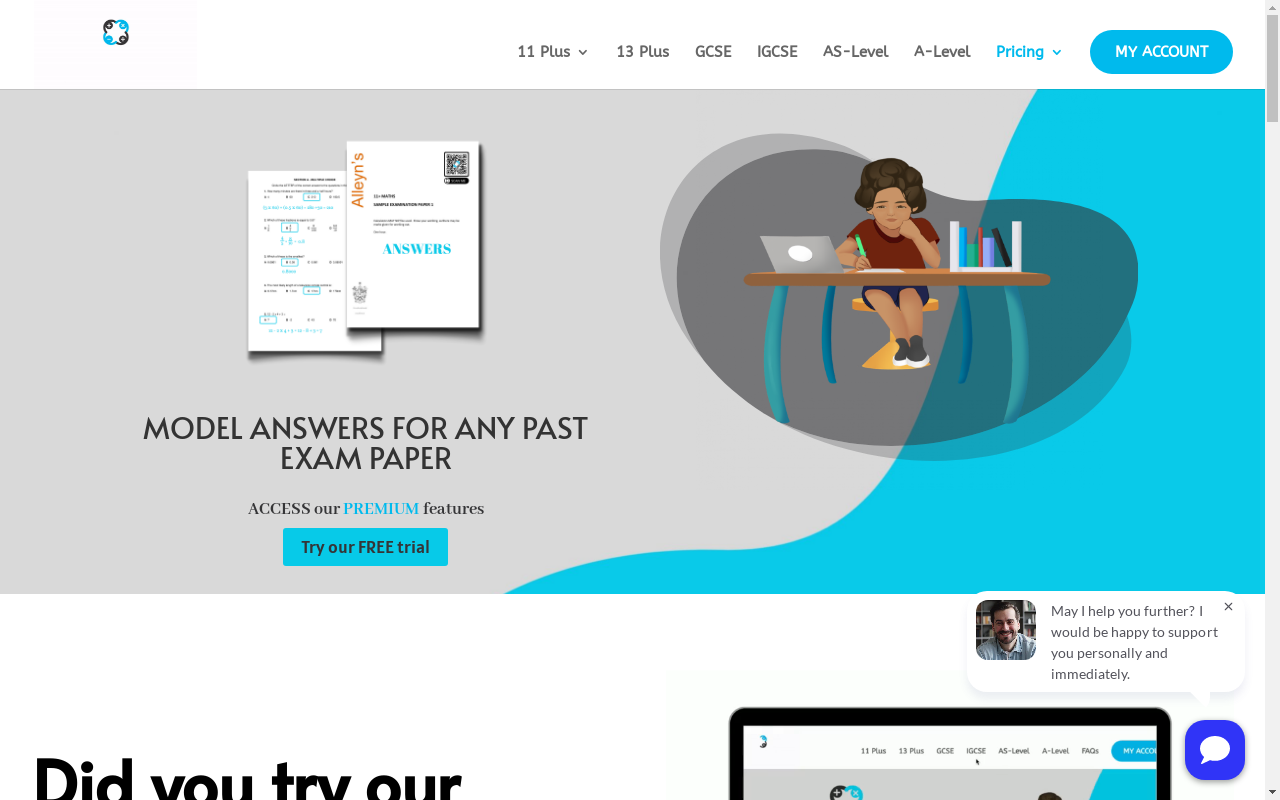 11 Plus
13 Plus
GCSE
IGCSE
AS-Level
A-Level
Pricing
MY ACCOUNT
Alleyn's
11+ MATHS
SAMPLE EXAMINATION PAPER 1
ANSWERS
MODEL ANSWERS FOR ANY PAST
EXAM PAPER
ACCESS our PREMIUM features
Try our FREE trial
May I help you further? I
would be happy to support
you personally and
immediately.
Did you try our
11 Plus
13 Plus
GCSE
IGCSE
AS-Level
A-Level
FAQs